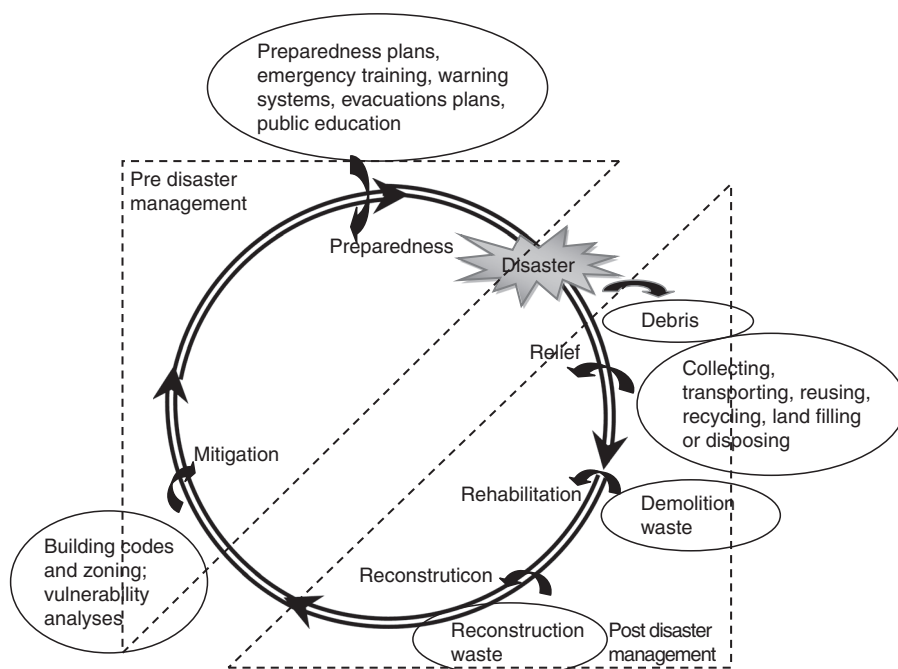 Preparedness plans,
emergency training, warning
systems, evacuations plans,
public education
Pre disaster
management
Preparedness
Disaster
Debris
Relief
Collecting,
transporting, reusing,
recycling, land filling
or disposing
Mitigation
Rehabilitation
Demolition
waste
Building codes
and zoning;
vulnerability
analyses
Reconstruticon
Reconstruction
waste
Post disaster
management